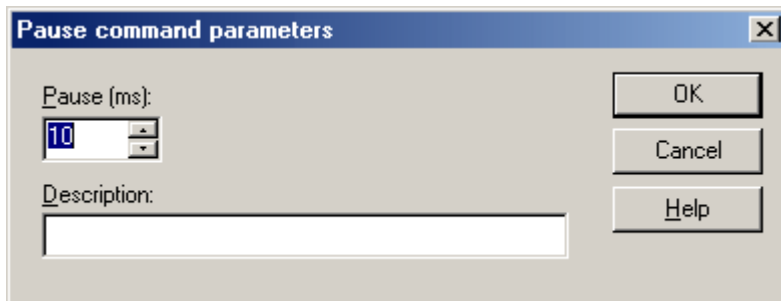 Pause command parameters
Pause (ms):
10
Description:
OK
Cancel
Help